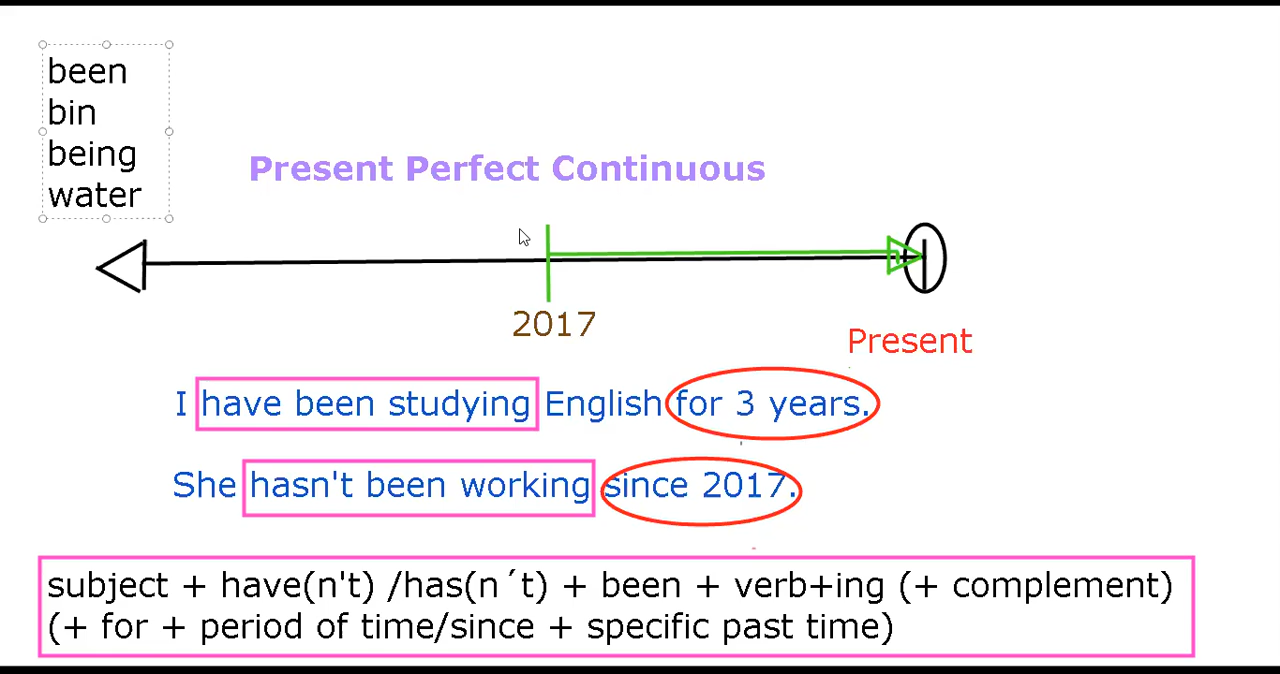 been
bin
being
water
Present Perfect Continuous
2017
Present
I have been studying English for 3 years.
She hasn't been working since 2017.
subject + have(n't) /has(n´t) + been + verb+ing (+ complement)
(+ for + period of time/since + specific past time)